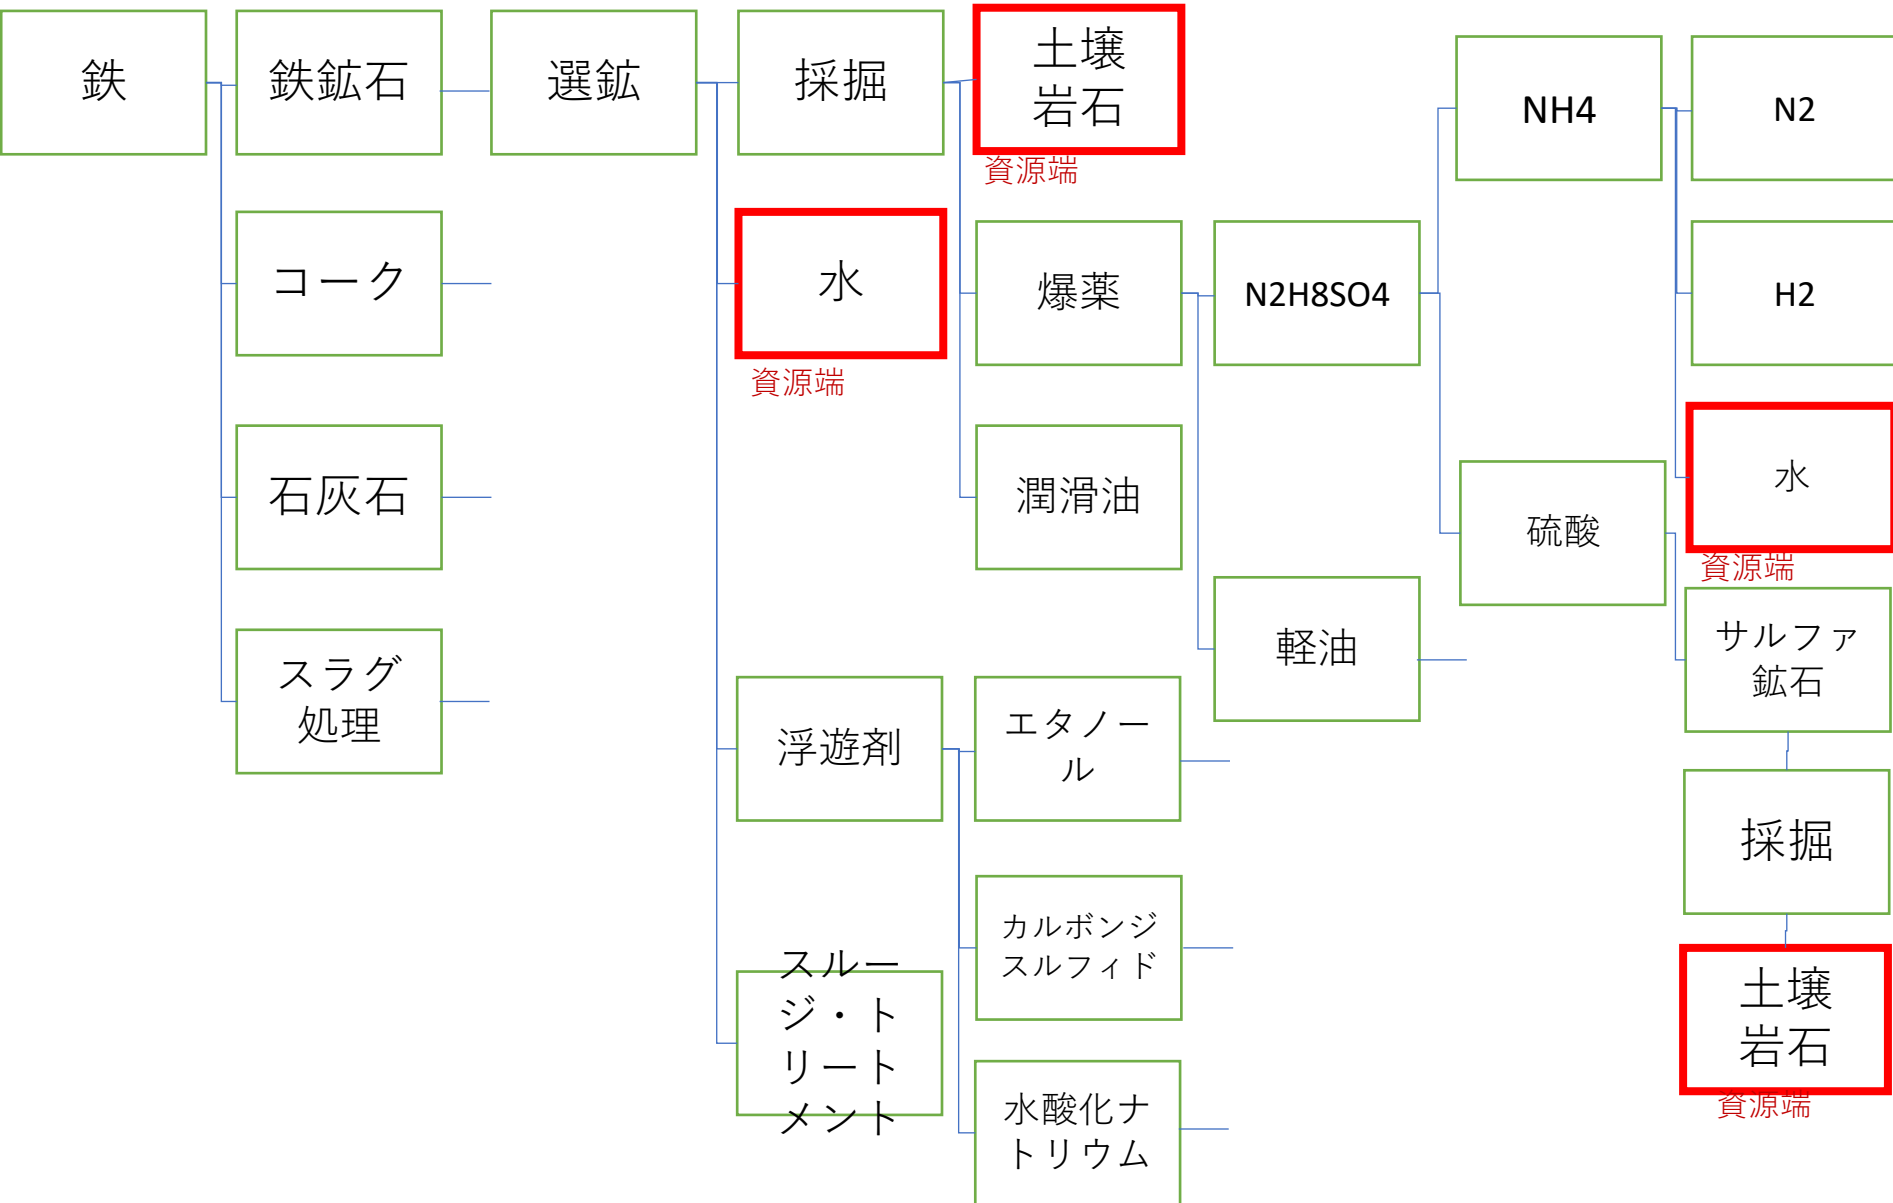 鉄
鉄鉱石
選鉱
採掘
土壌
岩石
資源端
NH4
N2
コーク
水
資源端
爆薬
N2H8SO4
H2
石灰石
潤滑油
硫酸
水
資源端
スラグ
処理
浮遊剤
エタノー
ル
軽油
サルファ
鉱石
採掘
スルー
ジ・ト
リート
メント
カルボンジ
スルフィド
水酸化ナ
トリウム
土壌
岩石
資源端